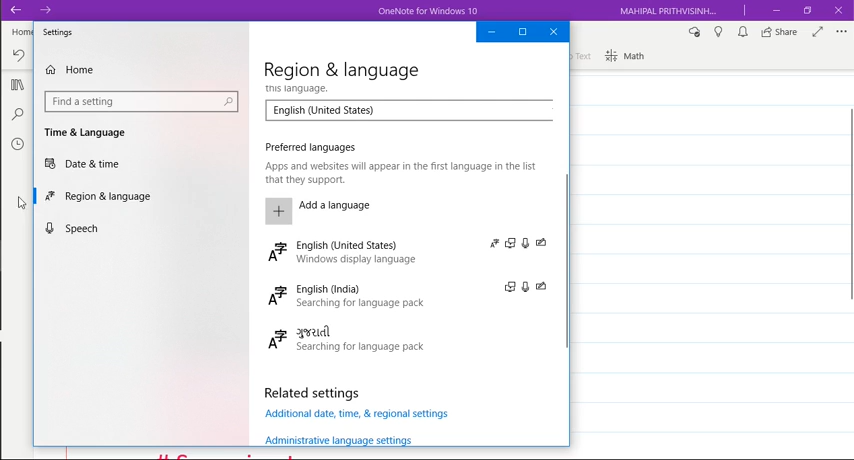 OneNote for Windows 10
MAHIPAL PRITHVISINH...
Home
Share
Math
Settings
Home
Find a setting
Time & Language
Date & time
Region & language
Speech
Region & language
this language.
English (United States)
Preferred languages
Apps and websites will appear in the first language in the list
that they support.
Add a language
English (United States)
Windows display language
English (India)
Searching for language pack
ગુજરાતી
Searching for language pack
Related settings
Additional date, time, & regional settings
Administrative language settings